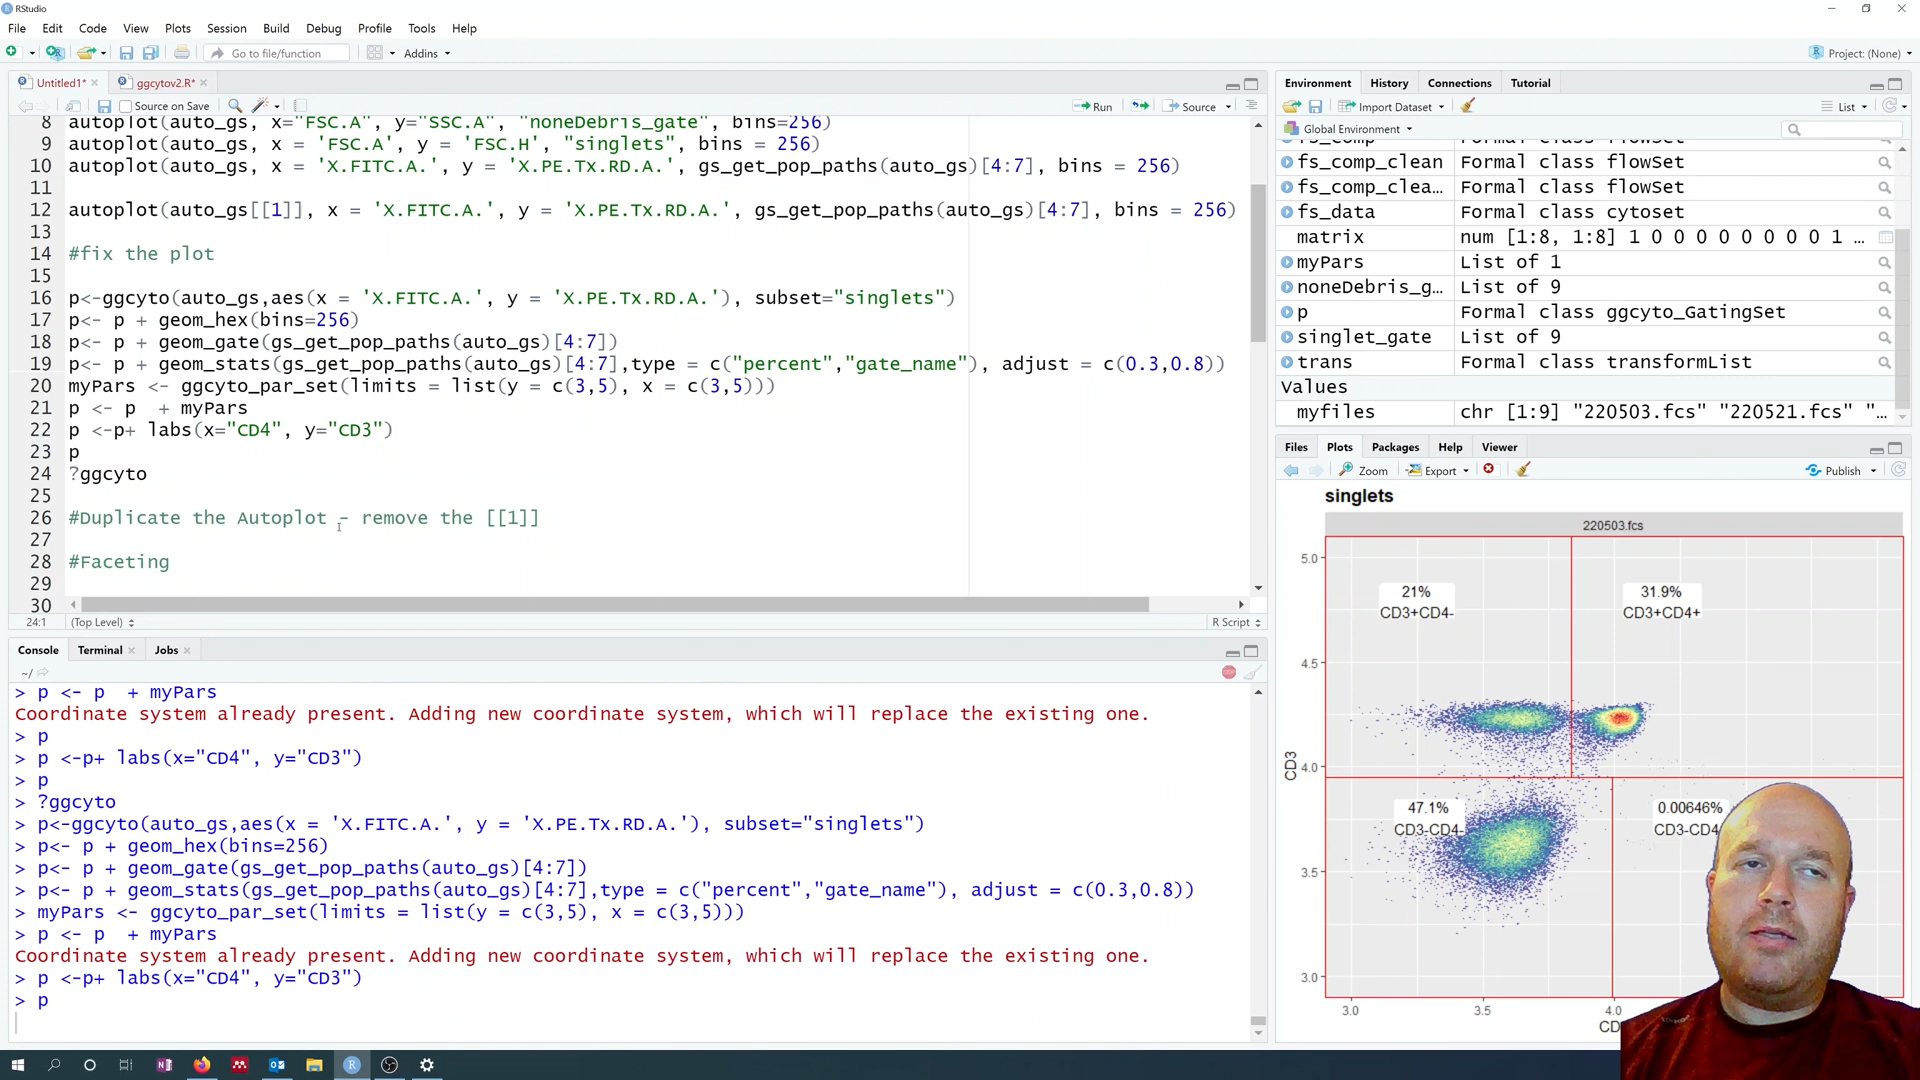 RStudio
File Edit Code View Plots Session Build Debug Profile Tools Help
Go to file/function
Addins
Project: (None)
Untitled1*
ggcytov2.R*
Source on Save
Run
Source
8 autoplot(auto_gs, x="FSC.A", y="SSC.A", "noneDebris_gate", bins=256)
9 autoplot(auto_gs, x = 'FSC.A', y = 'FSC.H', "singlets", bins = 256)
10 autoplot(auto_gs, x = 'X.FITC.A.', y = 'X.PE.Tx.RD.A.', gs_get_pop_paths(auto_gs)[4:7], bins = 256)
11
12 autoplot(auto_gs[[1]], x = 'X.FITC.A.', y = 'X.PE.Tx.RD.A.', gs_get_pop_paths(auto_gs)[4:7], bins = 256)
13
14 #fix the plot
15
16 p<-ggcyto(auto_gs,aes(x = 'X.FITC.A.', y = 'X.PE.Tx.RD.A.'), subset="singlets")
17 p<- p + geom_hex(bins=256)
18 p<- p + geom_gate(gs_get_pop_paths(auto_gs)[4:7])
19 p<- p + geom_stats(gs_get_pop_paths(auto_gs)[4:7],type = c("percent","gate_name"), adjust = c(0.3,0.8))
20 myPars <- ggcyto_par_set(limits = list(y = c(3,5), x = c(3,5)))
21 p <- p  + myPars
22 p <-p+ labs(x="CD4", y="CD3")
23 p
24 ?ggcyto
25
26 #Duplicate the Autoplot - remove the [[1]]
27
28 #Faceting
29
30
24:1 (Top Level) R Script
Console Terminal Jobs
~/
> p <- p  + myPars
Coordinate system already present. Adding new coordinate system, which will replace the existing one.
> p
> p <-p+ labs(x="CD4", y="CD3")
> p
> ?ggcyto
> p<-ggcyto(auto_gs,aes(x = 'X.FITC.A.', y = 'X.PE.Tx.RD.A.'), subset="singlets")
> p<- p + geom_hex(bins=256)
> p<- p + geom_gate(gs_get_pop_paths(auto_gs)[4:7])
> p<- p + geom_stats(gs_get_pop_paths(auto_gs)[4:7],type = c("percent","gate_name"), adjust = c(0.3,0.8))
> myPars <- ggcyto_par_set(limits = list(y = c(3,5), x = c(3,5)))
> p <- p  + myPars
Coordinate system already present. Adding new coordinate system, which will replace the existing one.
> p <-p+ labs(x="CD4", y="CD3")
> p
Environment History Connections Tutorial
Import Dataset
List
Global Environment
fs_comp Formal class flowSet
fs_comp_clean Formal class flowSet
fs_comp_clea… Formal class flowSet
fs_data Formal class cytoset
matrix num [1:8, 1:8] 1 0 0 0 0 0 0 0 0 1 …
myPars List of 1
noneDebris_g… List of 9
p Formal class ggcyto_GatingSet
singlet_gate List of 9
trans Formal class transformList
Values
myfiles chr [1:9] "220503.fcs" "220521.fcs" "…
Files Plots Packages Help Viewer
Zoom Export Publish
singlets
220503.fcs
5.0
21%
CD3+CD4-
31.9%
CD3+CD4+
4.5
4.0
CD3
47.1%
CD3-CD4-
0.00646%
CD3-CD4
3.5
3.0
3.0 3.5 4.0
CD